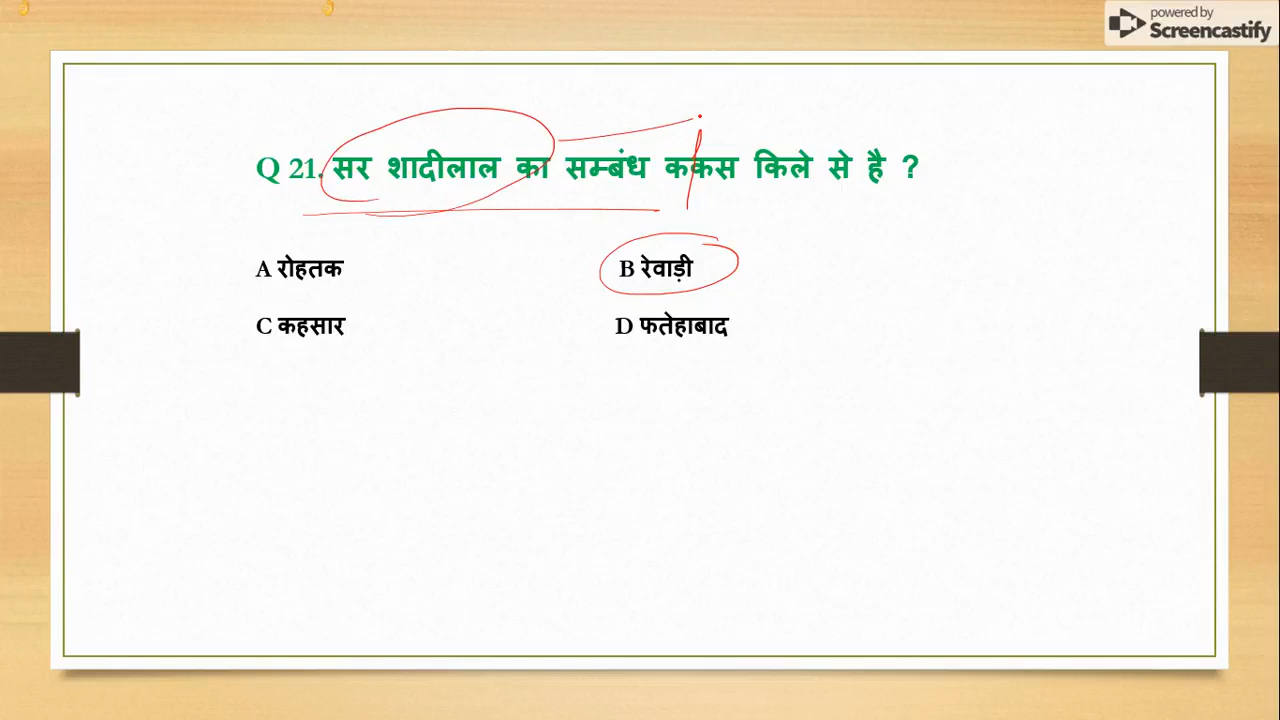 powered by
Screencastify
Q 21. सर शादीलाल का सम्बंध ककस किले से है ?
A रोहतक
B रेवाड़ी
C कहसार
D फतेहाबाद